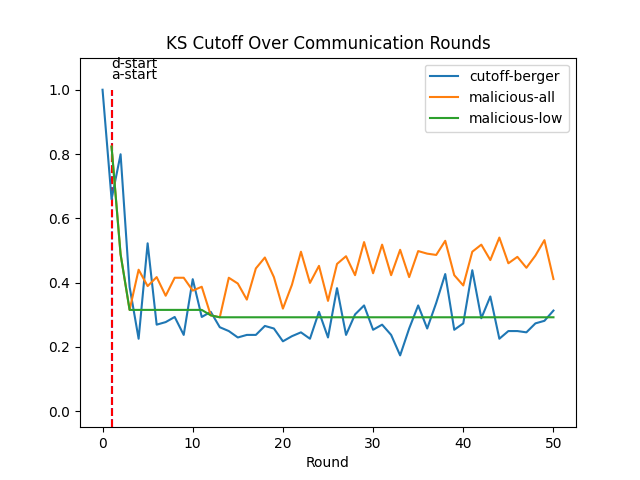 KS Cutoff Over Communication Rounds
d-start
a-start
cutoff-berger
malicious-all
malicious-low
1.0
0.8
0.6
0.4
0.2
0.0
0 10 20 30 40 50
Round